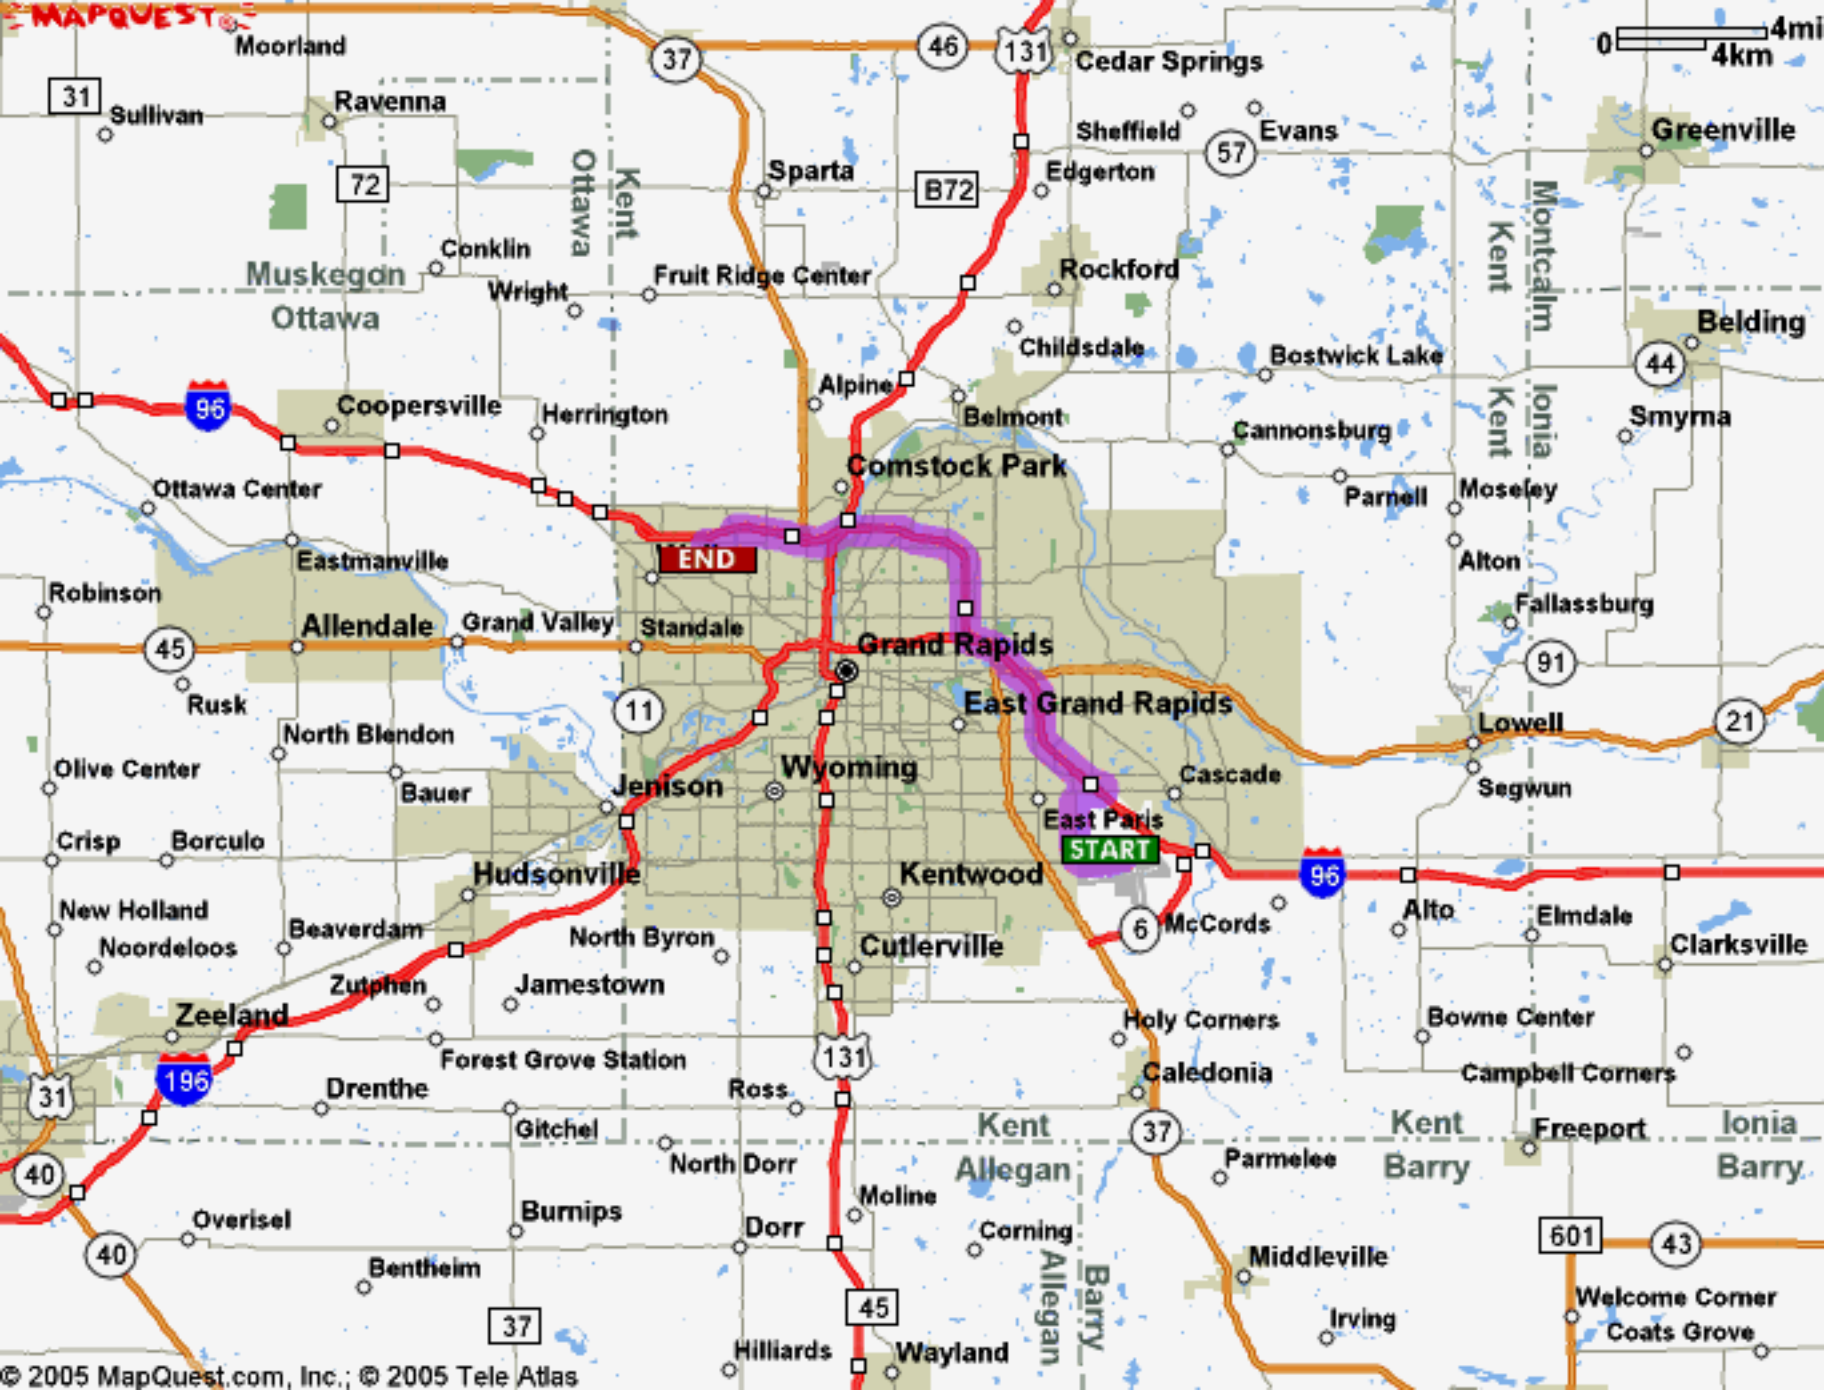 MAPQUEST
Moorland
37
46
131
Cedar Springs
0
4mi
4km
31
Sullivan
Ravenna
Sheffield
Evans
57
Greenville
72
Ottawa
Kent
Sparta
B72
Edgerton
Montcalm
Kent
Conklin
Muskegon
Ottawa
Wright
Fruit Ridge Center
Rockford
Childsdale
Belding
Bostwick Lake
44
96
Coopersville
Herrington
Alpine
Belmont
Cannonsburg
Kent
Ionia
Smyrna
Comstock Park
Ottawa Center
Parnell
Moseley
Eastmanville
END
Alton
Robinson
Allendale
Grand Valley
Standale
Fallassburg
45
Grand Rapids
91
Rusk
11
East Grand Rapids
Lowell
21
North Blendon
Olive Center
Bauer
Jenison
Wyoming
Cascade
Segwun
East Paris
START
Crisp
Borculo
Hudsonville
Kentwood
96
New Holland
Noordeloos
Beaverdam
North Byron
Cutlerville
6
McCords
Alto
Elmdale
Clarksville
Zutphen
Jamestown
Zeeland
Forest Grove Station
131
Holy Corners
Bowne Center
196
31
Drenthe
Ross
Caledonia
Campbell Corners
Gitchel
Kent
Allegan
37
Kent
Barry
Freeport
Ionia
Barry
40
North Dorr
Parmelee
Overisel
Burnips
Dorr
Moline
Corning
601
43
40
Bentheim
Allegan
Barry
Middleville
37
45
Welcome Corner
Irving
Coats Grove
Hilliards
Wayland
© 2005 MapQuest.com, Inc.; © 2005 Tele Atlas